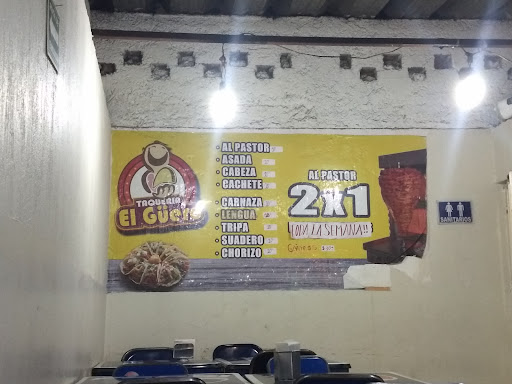 TAQUERIA
El Güero
• AL PASTOR
• ASADA
• CABEZA
• CACHETE
• CARNAZA
• LENGUA
• TRIPA
• SUADERO
• CHORIZO
AL PASTOR
2x1
TODA LA SEMANA!!
SANITARIOS